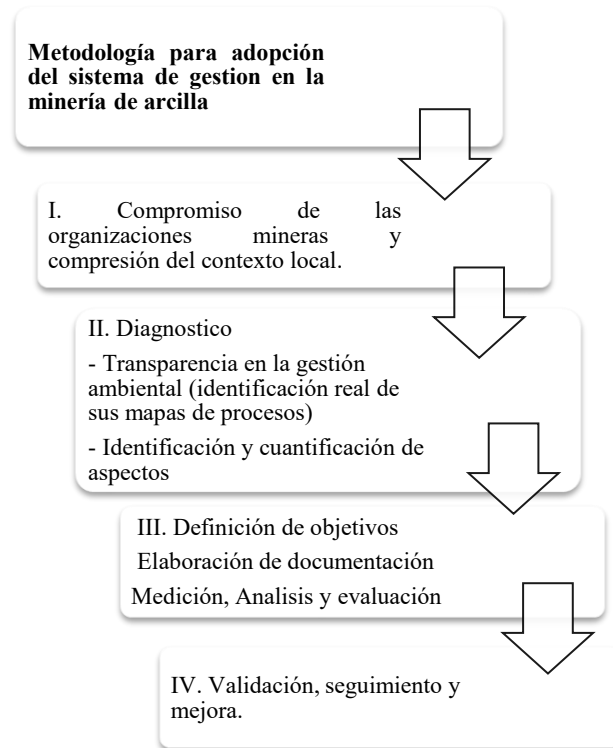 Metodología para adopción
del sistema de gestion en la
minería de arcilla
I. Compromiso de las
organizaciones mineras y
compresión del contexto local.
II. Diagnostico
- Transparencia en la gestión
ambiental (identificación real de
sus mapas de procesos)
- Identificación y cuantificación de
aspectos
III. Definición de objetivos
Elaboración de documentación
Medición, Analisis y evaluación
IV. Validación, seguimiento y
mejora.